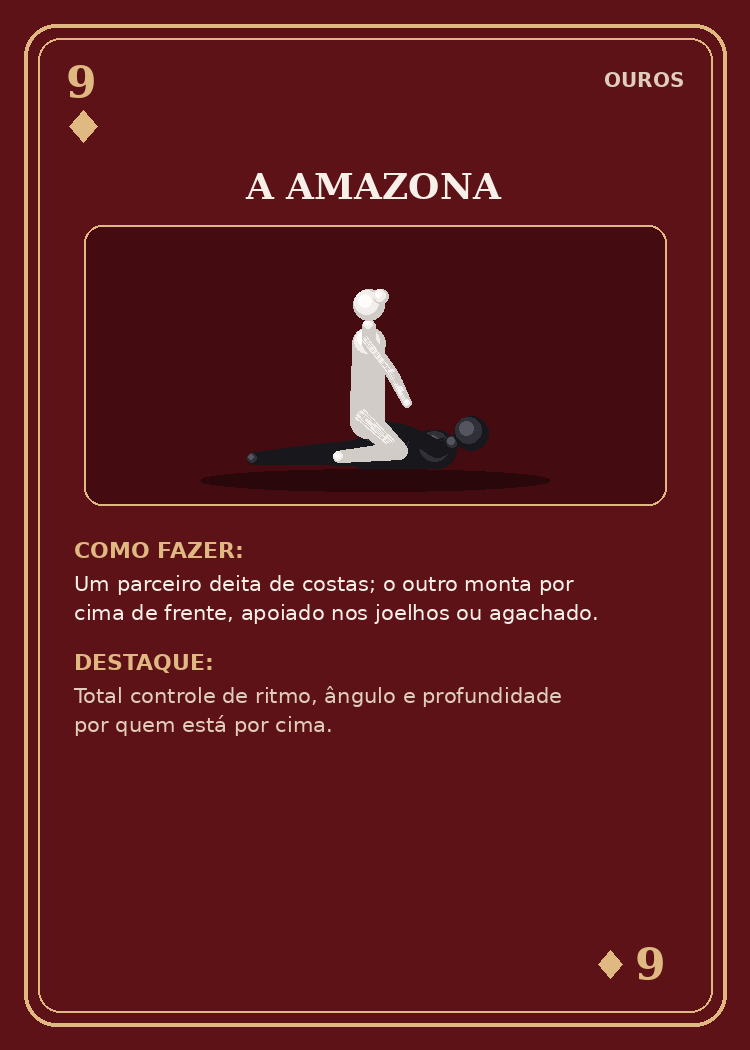 9
OUROS
A AMAZONA
COMO FAZER:
Um parceiro deita de costas; o outro monta por
cima de frente, apoiado nos joelhos ou agachado.
DESTAQUE:
Total controle de ritmo, ângulo e profundidade
por quem está por cima.
9